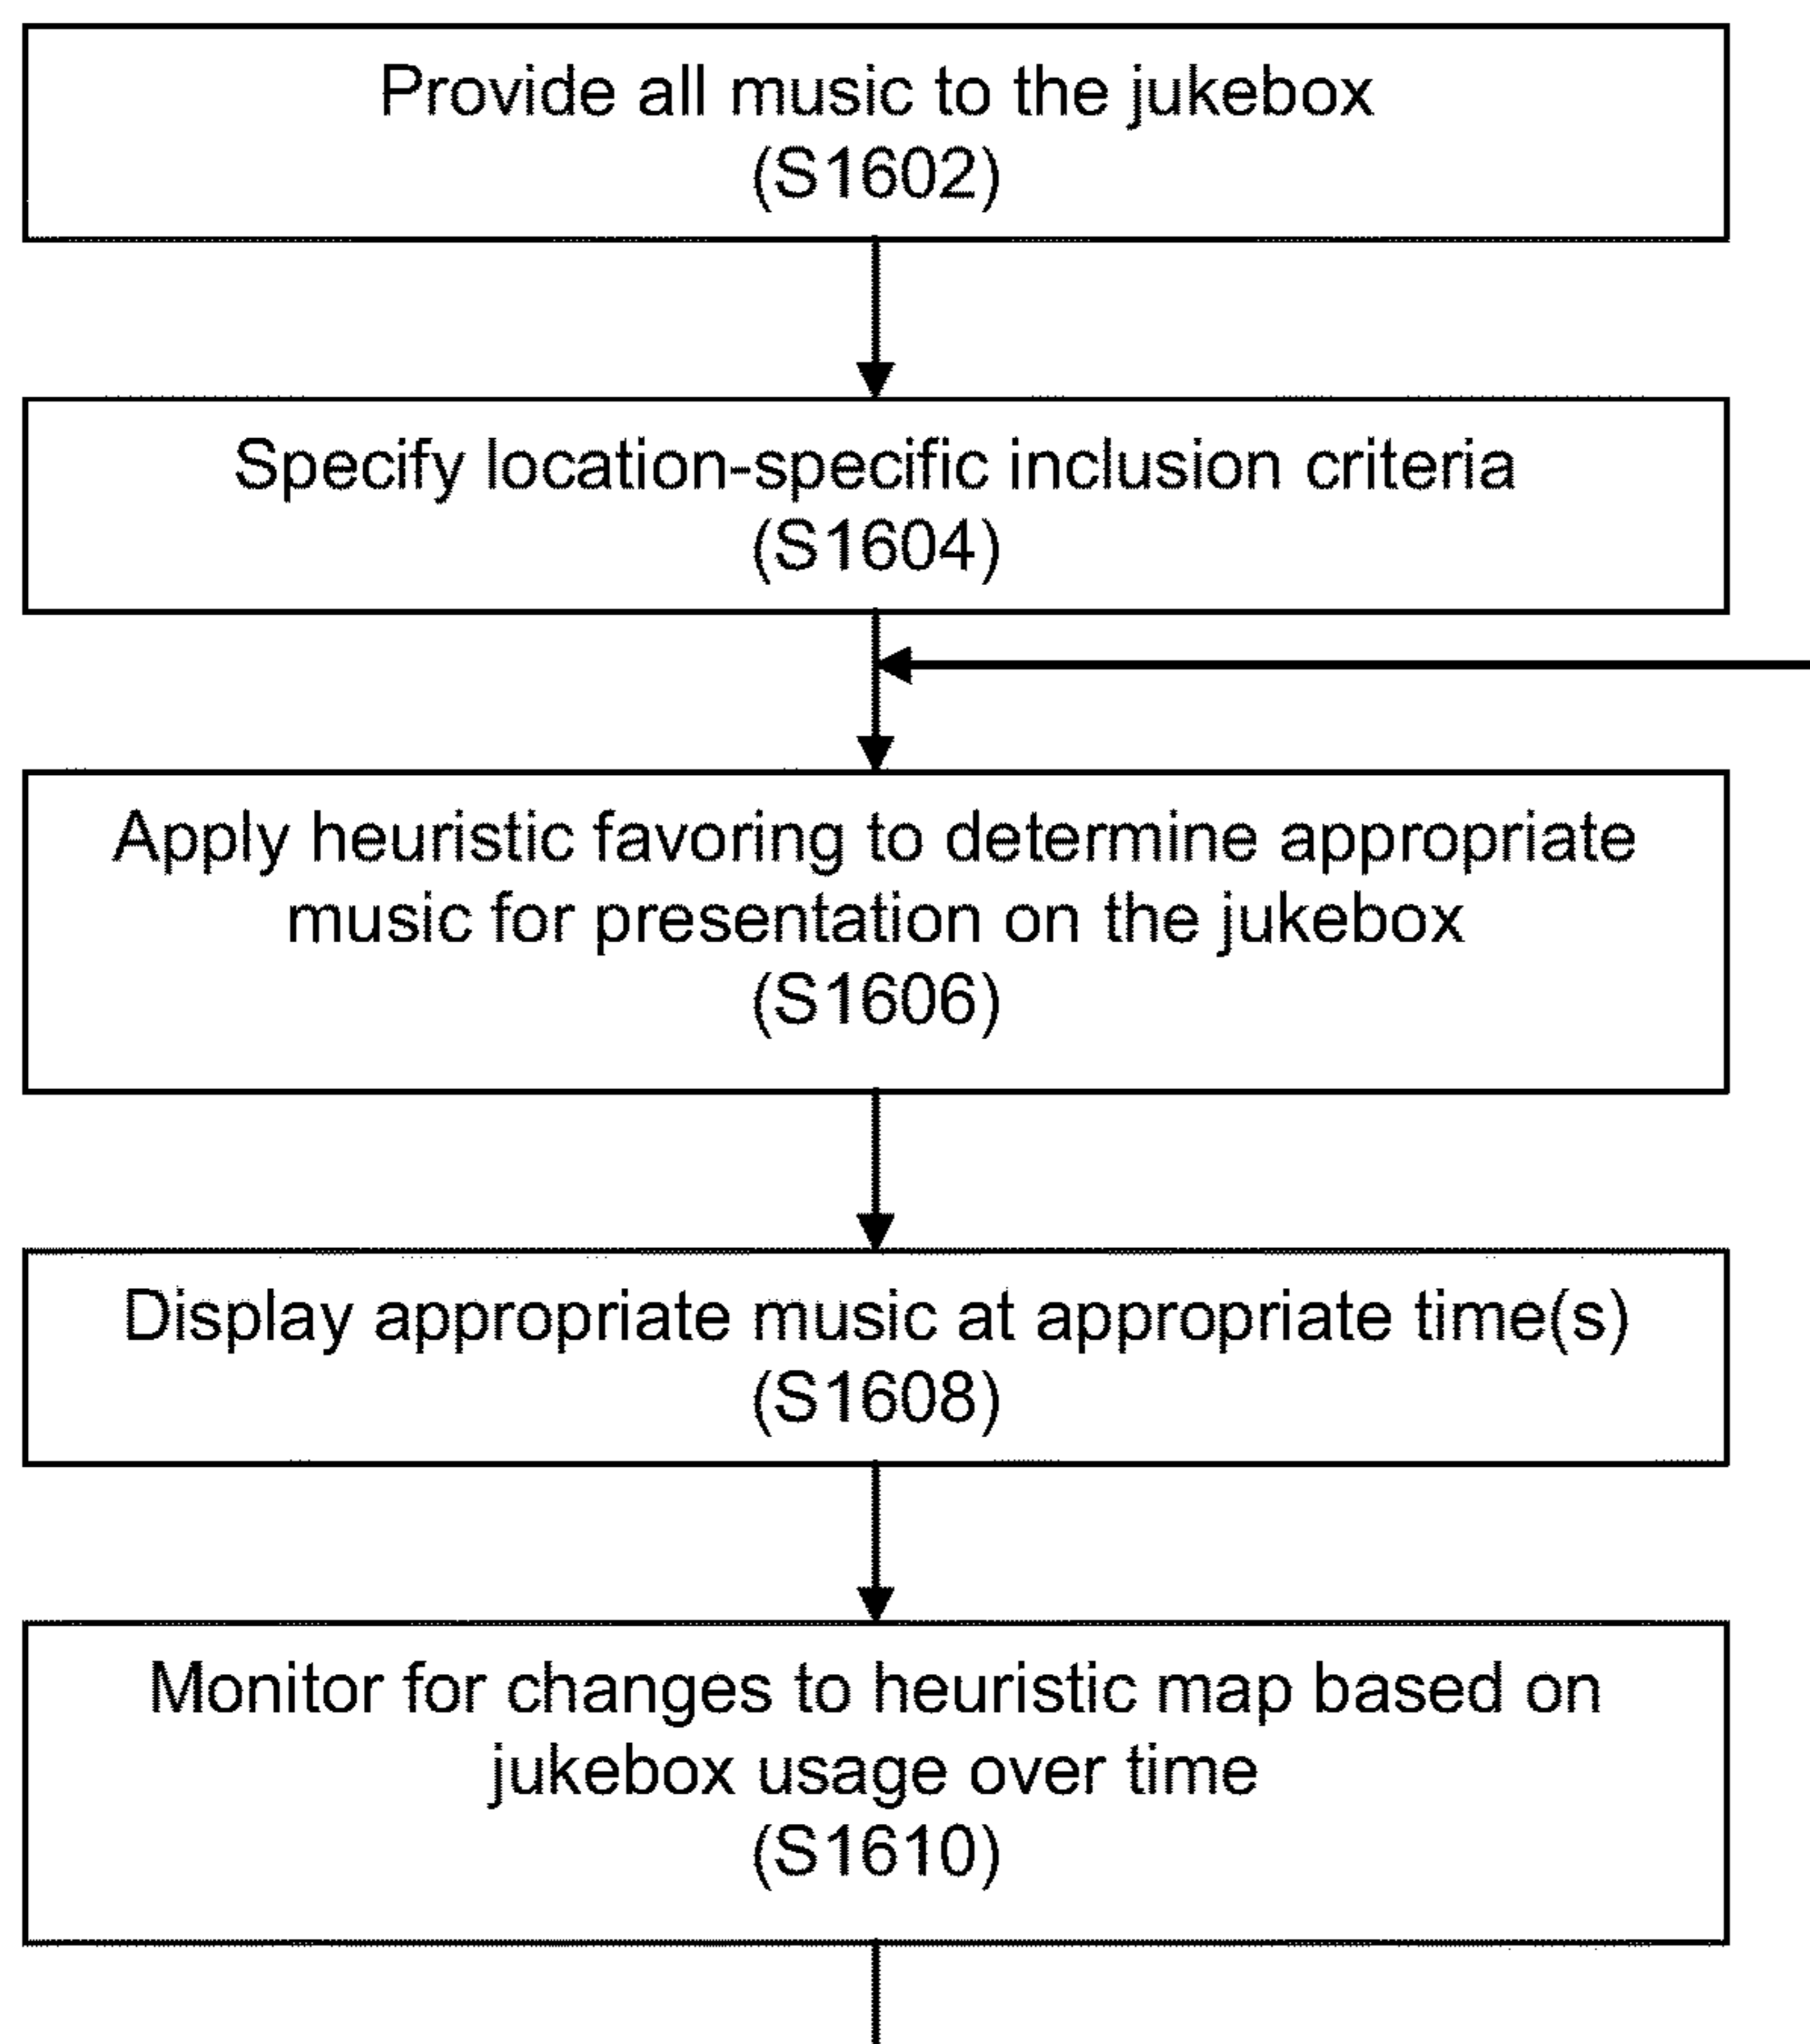 Provide all music to the jukebox
(S1602)
Specify location-specific inclusion criteria
(S1604)
Apply heuristic favoring to determine appropriate
music for presentation on the jukebox
(S1606)
Display appropriate music at appropriate time(s)
(S1608)
Monitor for changes to heuristic map based on
jukebox usage over time
(S1610)